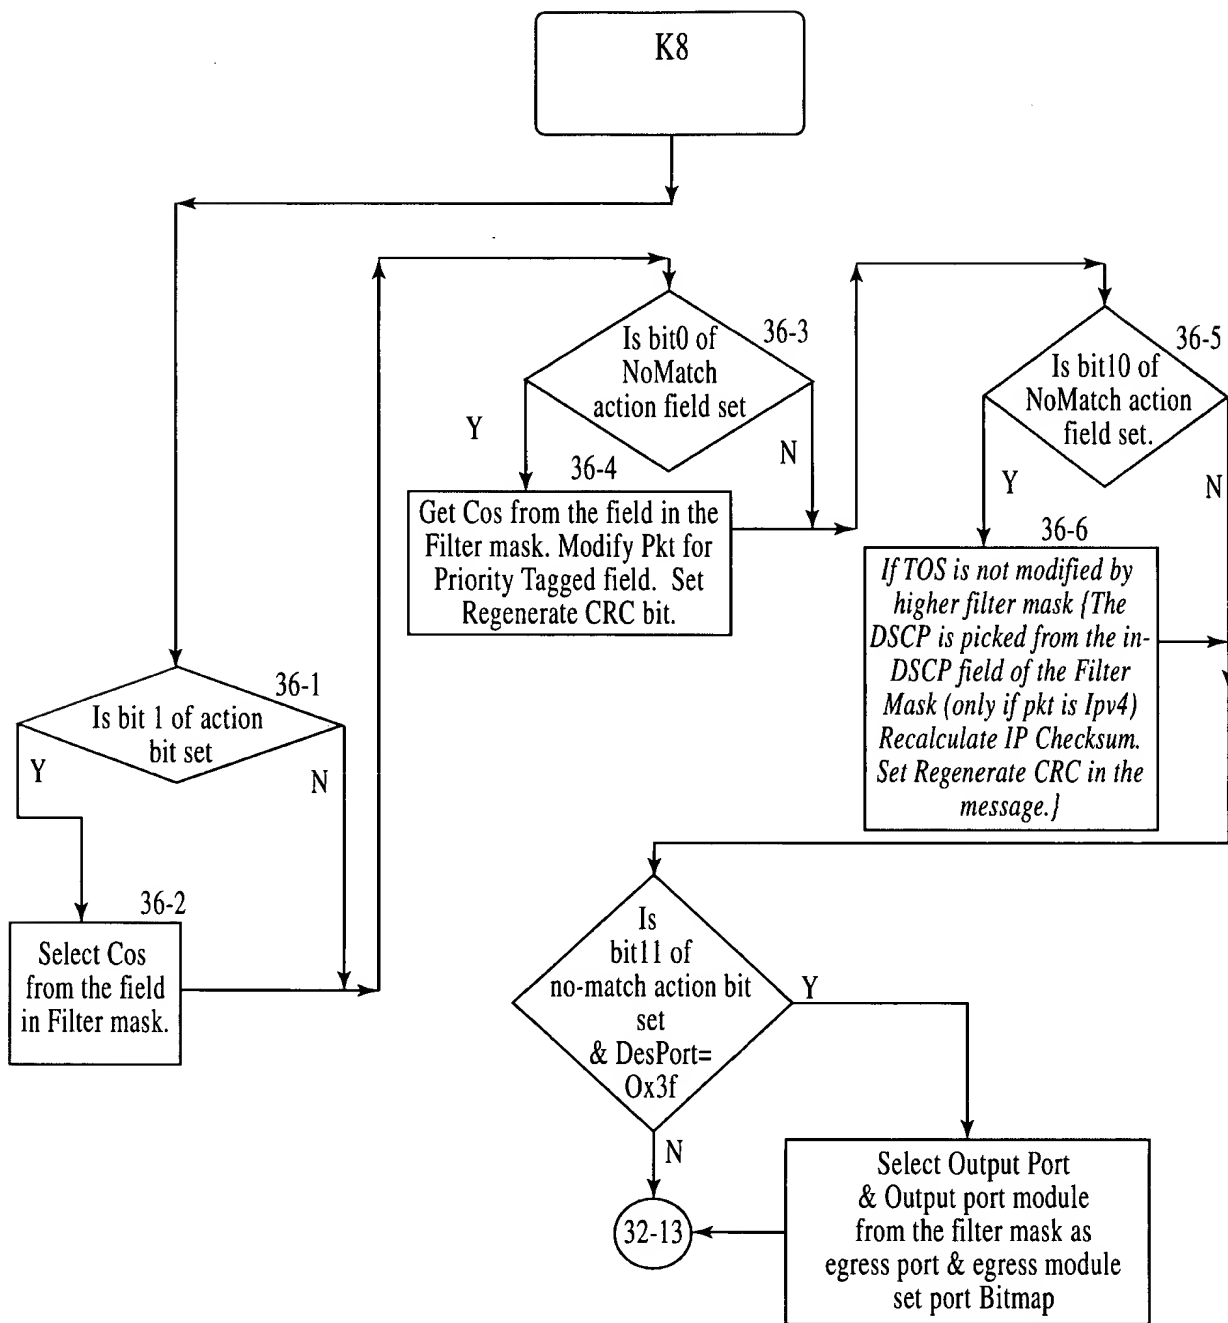 K8
36-1
Is bit 1 of action
bit set
Y
N
36-2
Select Cos
from the field
in Filter mask.
36-3
Is bit0 of
NoMatch
action field set
Y
N
36-4
Get Cos from the field in the
Filter mask. Modify Pkt for
Priority Tagged field. Set
Regenerate CRC bit.
36-5
Is bit10 of
NoMatch action
field set.
Y
N
36-6
If TOS is not modified by
higher filter mask {The
DSCP is picked from the in-
DSCP field of the Filter
Mask (only if pkt is Ipv4)
Recalculate IP Checksum.
Set Regenerate CRC in the
message.}
Is
bit11 of
no-match action bit
set
& DesPort=
Ox3f
Y
N
Select Output Port
& Output port module
from the filter mask as
egress port & egress module
set port Bitmap
32-13